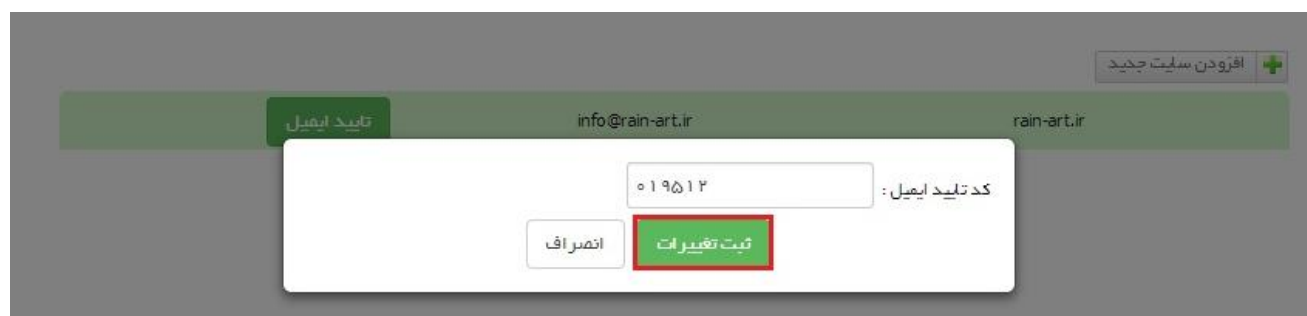 افزودن سایت جدید
rain-art.ir info@rain-art.ir تایید ایمیل
کد تایید ایمیل : ۰۱۹۵۱۲
ثبت تغییرات انصراف